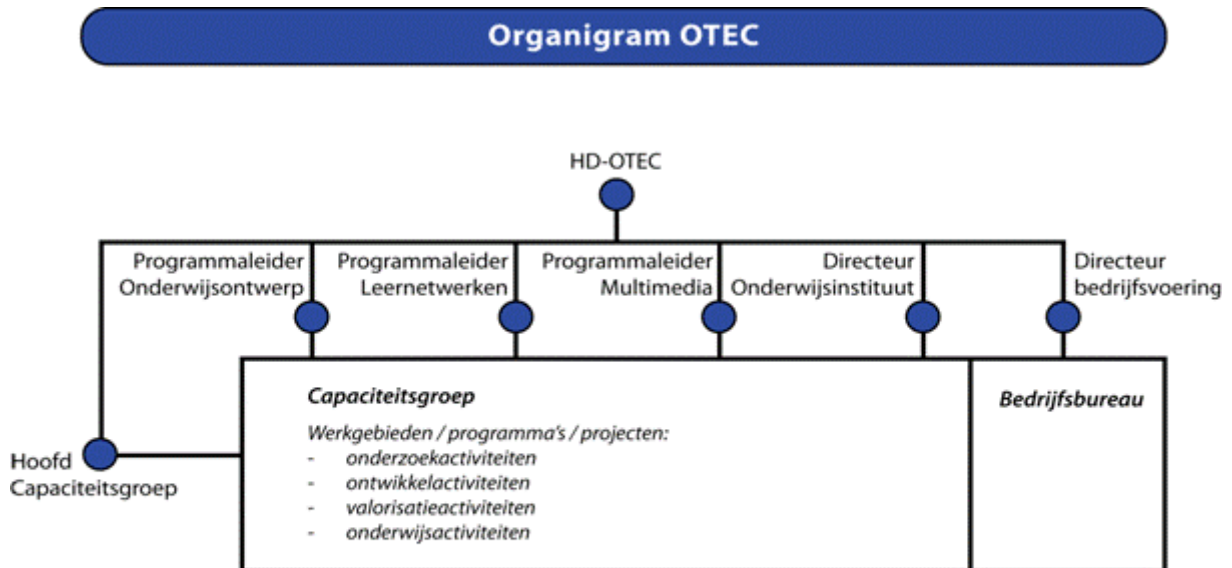 Organigram OTEC
HD-OTEC
Programmaleider
Onderwijsontwerp
Programmaleider
Leernetwerken
Programmaleider
Multimedia
Directeur
Onderwijsinstituut
Directeur
bedrijfsvoering
Hoofd
Capaciteitsgroep
Capaciteitsgroep
Werkgebieden / programma's / projecten:
- onderzoekactiviteiten
- ontwikkelactiviteiten
- valorisatieactiviteiten
- onderwijsactiviteiten
Bedrijfsbureau